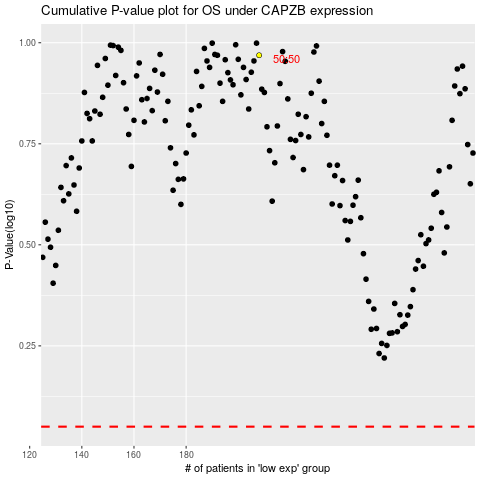 Cumulative P-value plot for OS under CAPZB expression
1.00
50:50
0.75
P-Value(log10)
0.50
0.25
120 140 160 180
# of patients in 'low exp' group